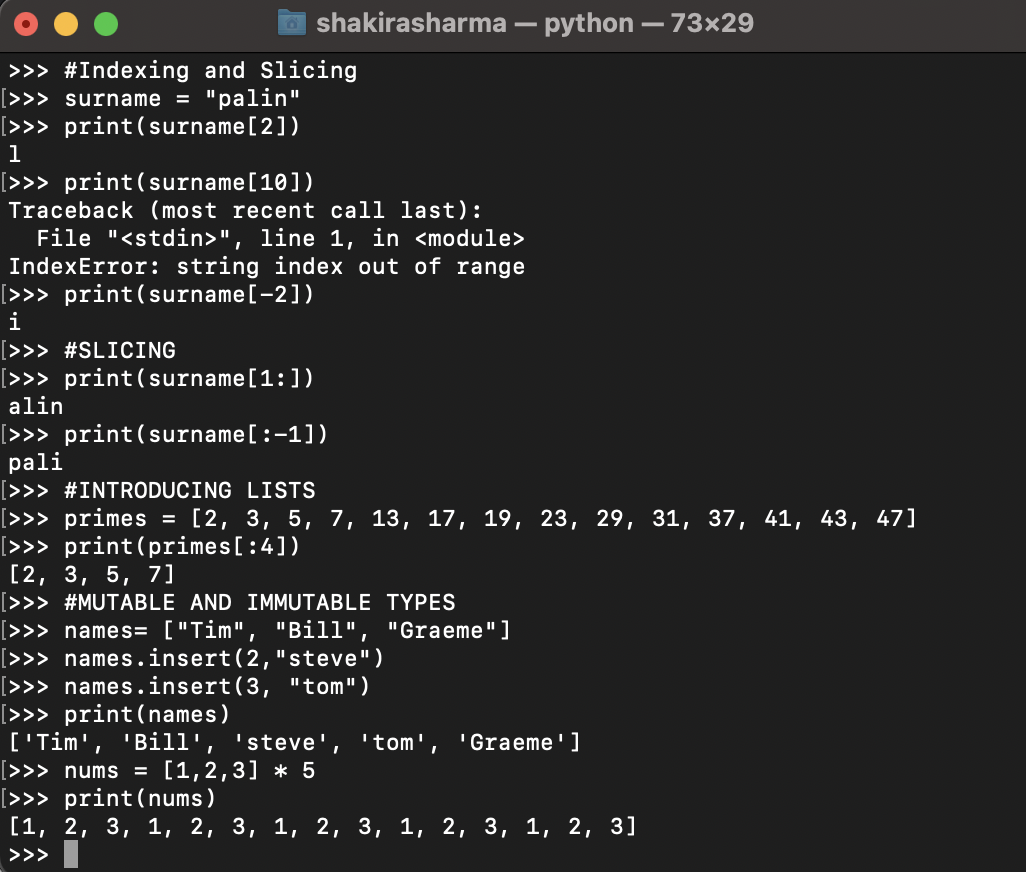 shakirasharma — python — 73×29
>>> #Indexing and Slicing
[>>> surname = "palin"
[>>> print(surname[2])
l
[>>> print(surname[10])
Traceback (most recent call last):
  File "<stdin>", line 1, in <module>
IndexError: string index out of range
[>>> print(surname[-2])
i
[>>> #SLICING
[>>> print(surname[1:])
alin
[>>> print(surname[:-1])
pali
[>>> #INTRODUCING LISTS
[>>> primes = [2, 3, 5, 7, 13, 17, 19, 23, 29, 31, 37, 41, 43, 47]
[>>> print(primes[:4])
[2, 3, 5, 7]
[>>> #MUTABLE AND IMMUTABLE TYPES
[>>> names= ["Tim", "Bill", "Graeme"]
[>>> names.insert(2,"steve")
[>>> names.insert(3, "tom")
[>>> print(names)
['Tim', 'Bill', 'steve', 'tom', 'Graeme']
[>>> nums = [1,2,3] * 5
[>>> print(nums)
[1, 2, 3, 1, 2, 3, 1, 2, 3, 1, 2, 3, 1, 2, 3]
>>>